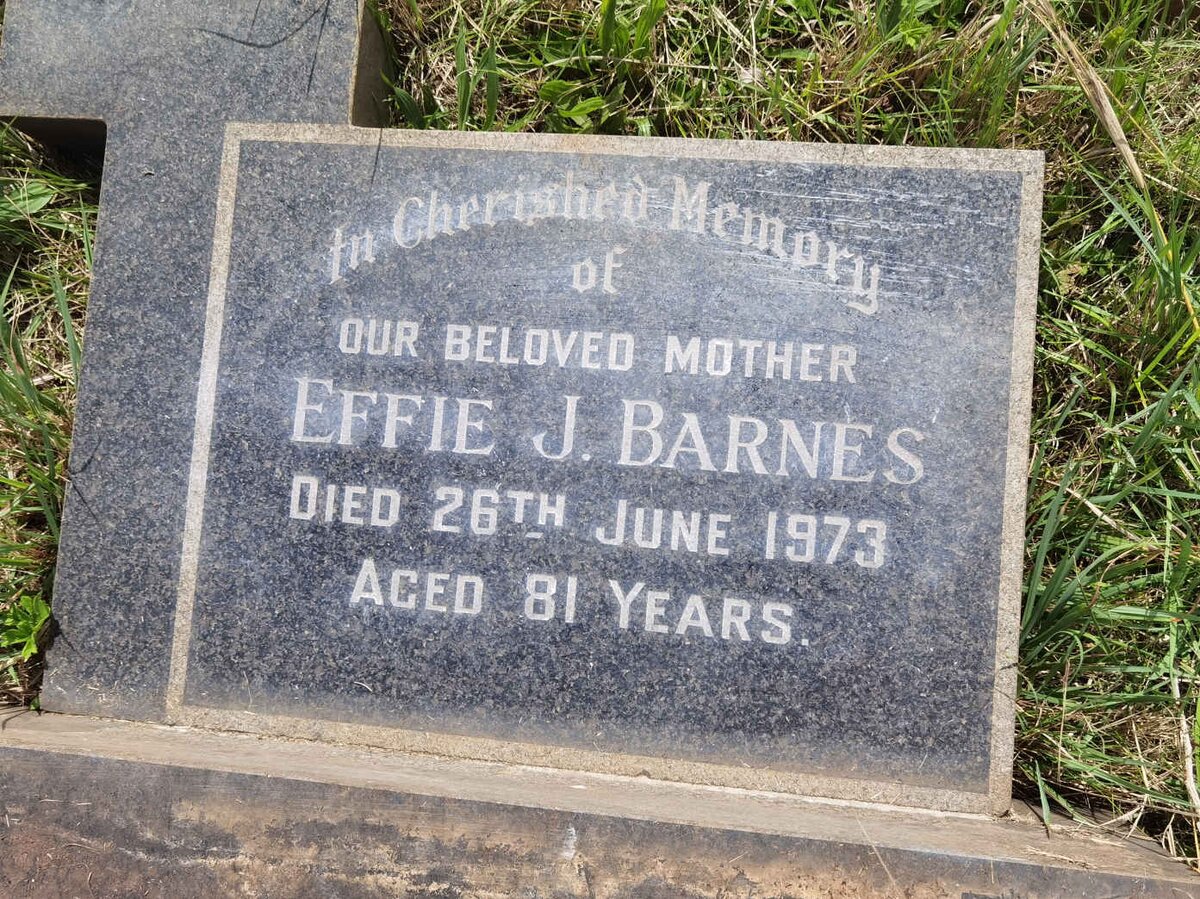 In Cherished Memory
of
OUR BELOVED MOTHER
EFFIE J. BARNES
DIED 26TH JUNE 1973
AGED 81 YEARS.